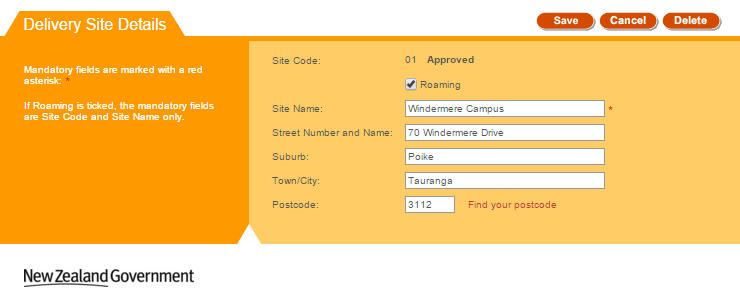 Delivery Site Details
Save Cancel Delete
Mandatory fields are marked with a red
asterisk: *
If Roaming is ticked, the mandatory fields
are Site Code and Site Name only.
Site Code: 01 Approved
Roaming
Site Name: Windermere Campus *
Street Number and Name: 70 Windermere Drive
Suburb: Poike
Town/City: Tauranga
Postcode: 3112 Find your postcode
New Zealand Government